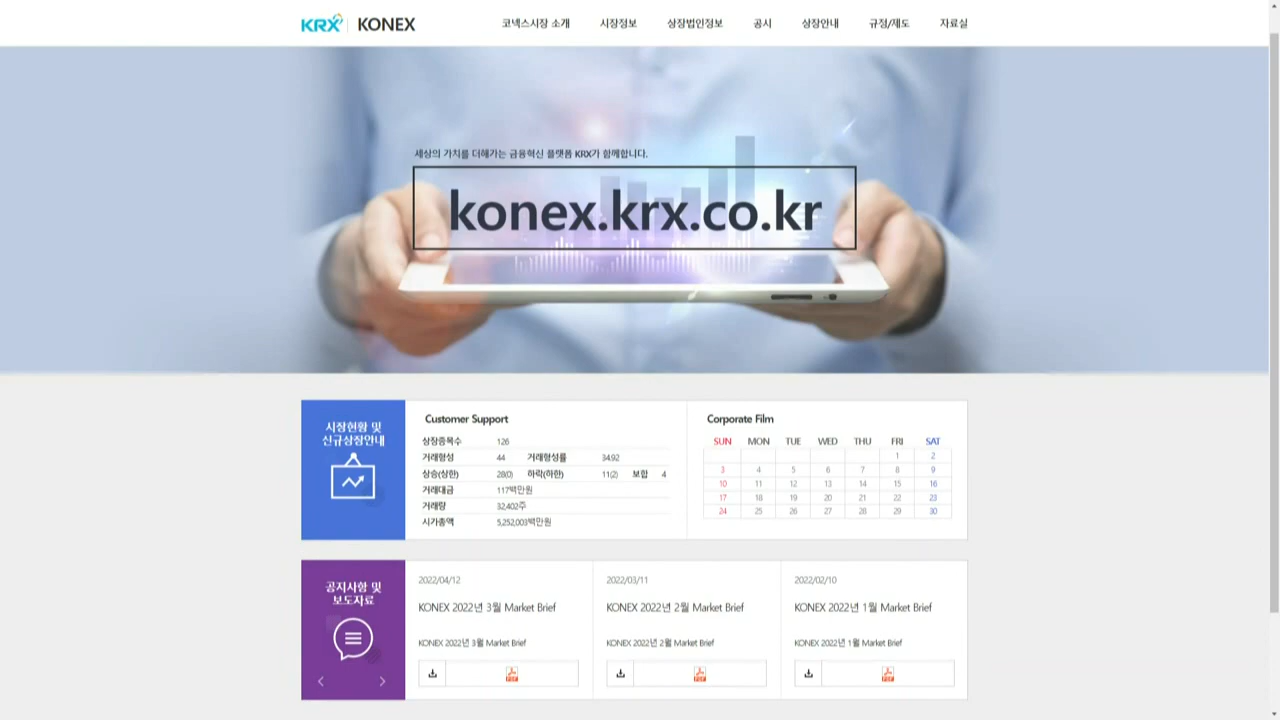 KRX KONEX
코넥스시장 소개 시장정보 상장법인정보 공시 상장안내 규정/제도 자료실
세상의 가치를 더해가는 금융혁신 플랫폼 KRX가 함께합니다.
konex.krx.co.kr
시장현황 및
신규상장안내
Customer Support
상장종목수 126
거래형성 44 거래형성률 34.92
상승(상한) 28(0) 하락(하한) 11(2) 보합 4
거래대금 117백만원
거래량 32,402주
시가총액 5,252,003백만원
Corporate Film
SUN MON TUE WED THU FRI SAT
1 2
3 4 5 6 7 8 9
10 11 12 13 14 15 16
17 18 19 20 21 22 23
24 25 26 27 28 29 30
공지사항 및
보도자료
2022/04/12
KONEX 2022년 3월 Market Brief
KONEX 2022년 3월 Market Brief
PDF
2022/03/11
KONEX 2022년 2월 Market Brief
KONEX 2022년 2월 Market Brief
PDF
2022/02/10
KONEX 2022년 1월 Market Brief
KONEX 2022년 1월 Market Brief
PDF